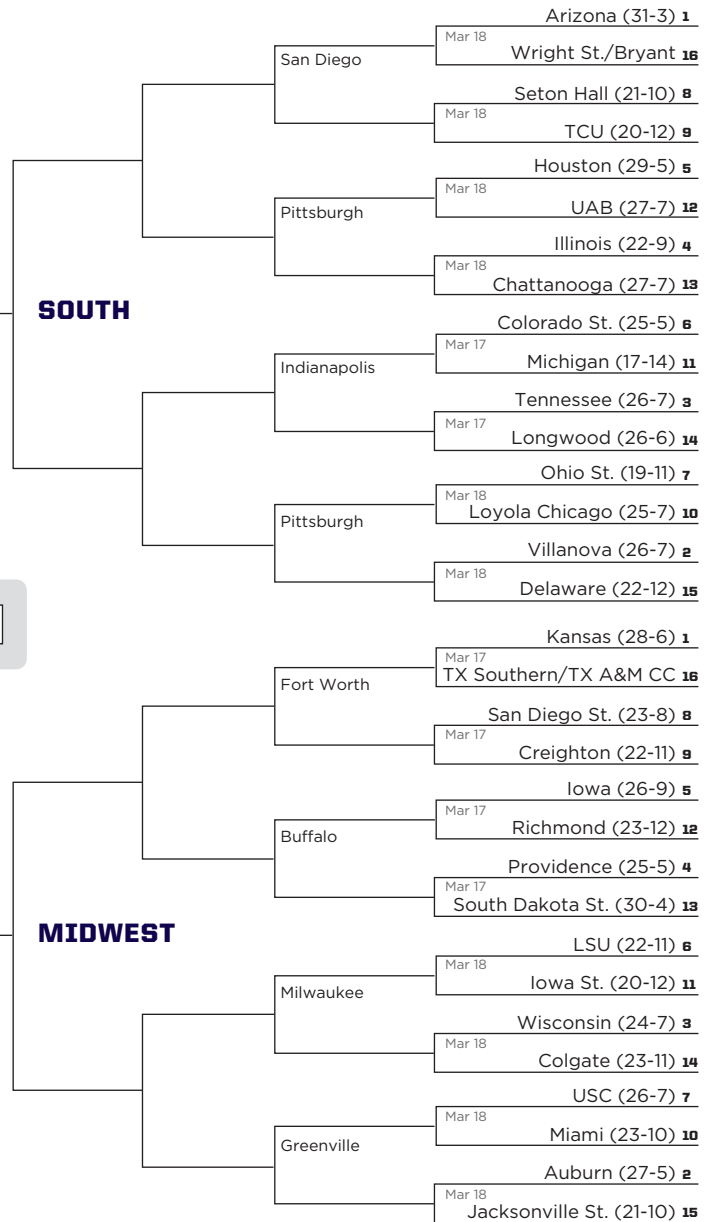 Arizona (31-3) 1
Mar 18
San Diego
Wright St./Bryant 16
Seton Hall (21-10) 8
Mar 18
TCU (20-12) 9
Houston (29-5) 5
Mar 18
Pittsburgh
UAB (27-7) 12
Illinois (22-9) 4
Mar 18
Chattanooga (27-7) 13
SOUTH
Colorado St. (25-5) 6
Mar 17
Indianapolis
Michigan (17-14) 11
Tennessee (26-7) 3
Mar 17
Longwood (26-6) 14
Ohio St. (19-11) 7
Mar 18
Loyola Chicago (25-7) 10
Pittsburgh
Villanova (26-7) 2
Mar 18
Delaware (22-12) 15
Kansas (28-6) 1
Mar 17
TX Southern/TX A&M CC 16
Fort Worth
San Diego St. (23-8) 8
Mar 17
Creighton (22-11) 9
Iowa (26-9) 5
Mar 17
Richmond (23-12) 12
Buffalo
Providence (25-5) 4
Mar 17
South Dakota St. (30-4) 13
MIDWEST
LSU (22-11) 6
Mar 18
Iowa St. (20-12) 11
Milwaukee
Wisconsin (24-7) 3
Mar 18
Colgate (23-11) 14
USC (26-7) 7
Mar 18
Miami (23-10) 10
Greenville
Auburn (27-5) 2
Mar 18
Jacksonville St. (21-10) 15